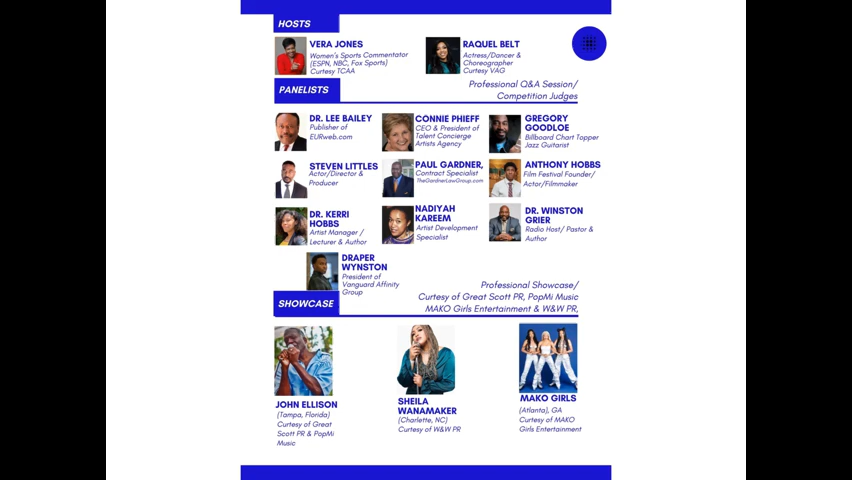 HOSTS
VERA JONES
Women's Sports Commentator
(ESPN, NBC, Fox Sports)
Curtesy TCAA
RAQUEL BELT
Actress/Dancer &
Choreographer
Curtesy VAG
PANELISTS
Professional Q&A Session/
Competition Judges
DR. LEE BAILEY
Publisher of
EURweb.com
CONNIE PHIEFF
CEO & President of
Talent Concierge
Artists Agency
GREGORY
GOODLOE
Billboard Chart Topper
Jazz Guitarist
STEVEN LITTLES
Actor/Director &
Producer
PAUL GARDNER,
Contract Specialist
TheGardnerLawGroup.com
ANTHONY HOBBS
Film Festival Founder/
Actor/Filmmaker
DR. KERRI
HOBBS
Artist Manager /
Lecturer & Author
NADIYAH
KAREEM
Artist Development
Specialist
DR. WINSTON
GRIER
Radio Host/ Pastor &
Author
DRAPER
WYNSTON
President of
Vanguard Affinity
Group
SHOWCASE
Professional Showcase/
Curtesy of Great Scott PR, PopMi Music
MAKO Girls Entertainment & W&W PR,
JOHN ELLISON
(Tampa, Florida)
Curtesy of Great
Scott PR & PopMi
Music
SHEILA
WANAMAKER
(Charlette, NC)
Curtesy of W&W PR
MAKO GIRLS
(Atlanta), GA
Curtesy of MAKO
Girls Entertainment